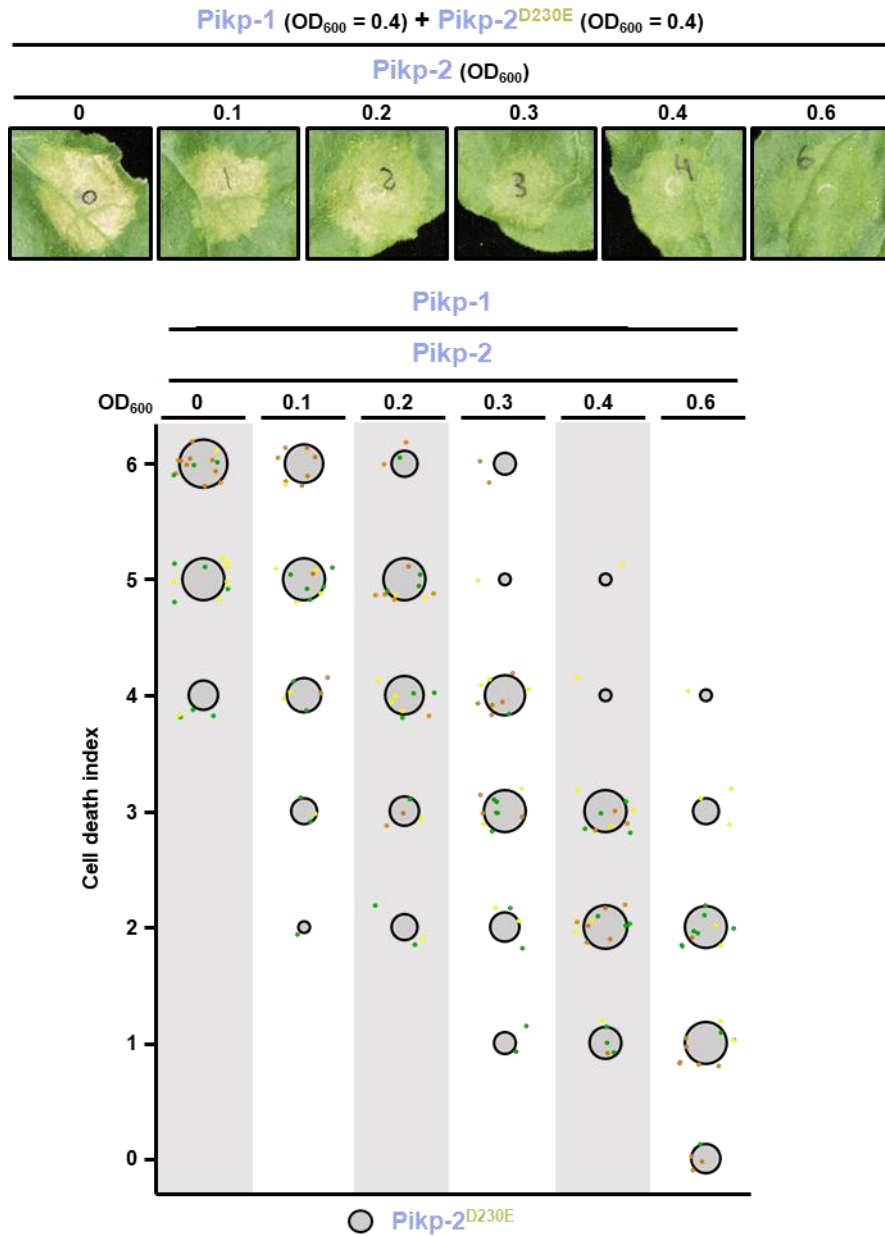 Pikp-1 (OD600 = 0.4) + Pikp-2D230E (OD600 = 0.4)
Pikp-2 (OD600)
0 0.1 0.2 0.3 0.4 0.6
0 1 2 3 4 6
Pikp-1
Pikp-2
OD600 0 0.1 0.2 0.3 0.4 0.6
6
5
4
3
2
1
0
Cell death index
Pikp-2D230E